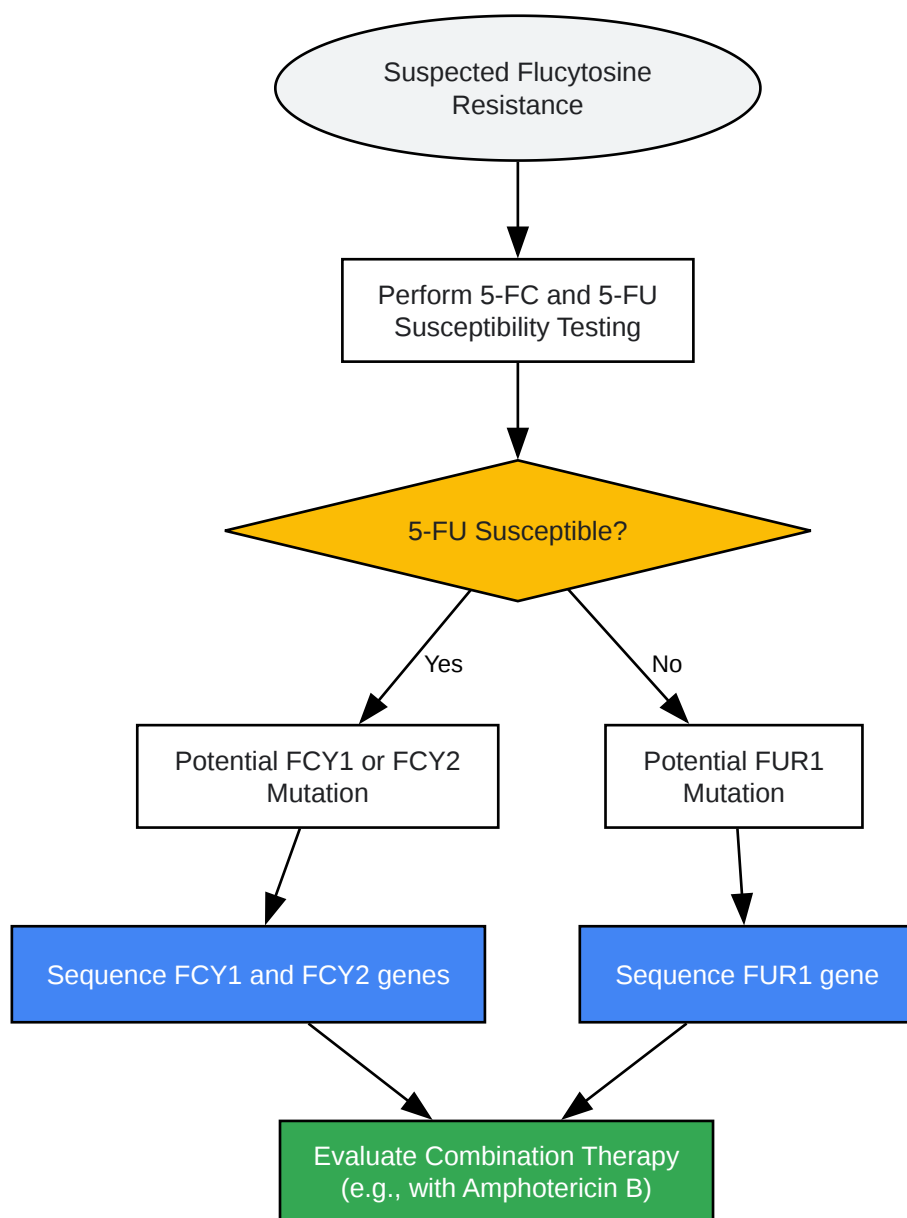 Suspected Flucytosine
Resistance
Perform 5-FC and 5-FU
Susceptibility Testing
5-FU Susceptible?
Yes
No
Potential FCY1 or FCY2
Mutation
Potential FUR1
Mutation
Sequence FCY1 and FCY2 genes
Sequence FUR1 gene
Evaluate Combination Therapy
(e.g., with Amphotericin B)